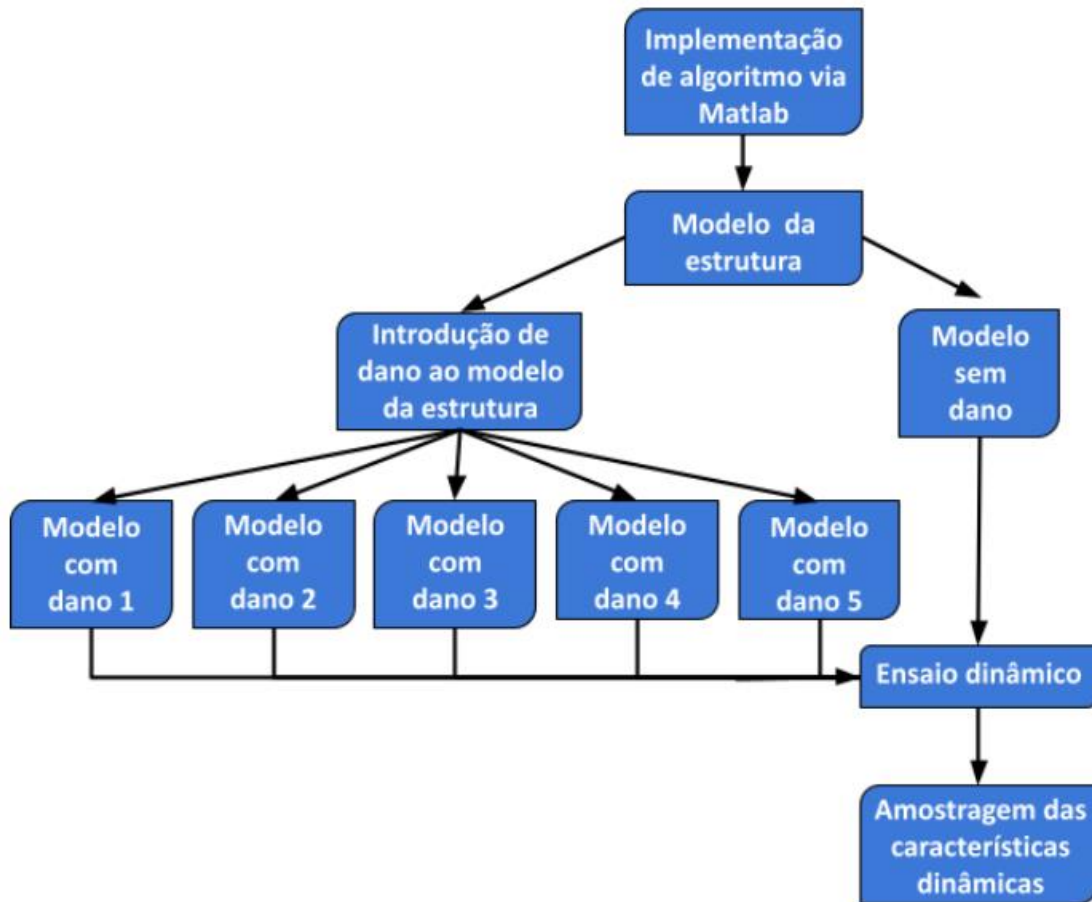 Implementação
de algoritmo via
Matlab
Modelo da
estrutura
Introdução de
dano ao modelo
da estrutura
Modelo
sem
dano
Modelo
com
dano 1
Modelo
com
dano 2
Modelo
com
dano 3
Modelo
com
dano 4
Modelo
com
dano 5
Ensaio dinâmico
Amostragem das
características
dinâmicas